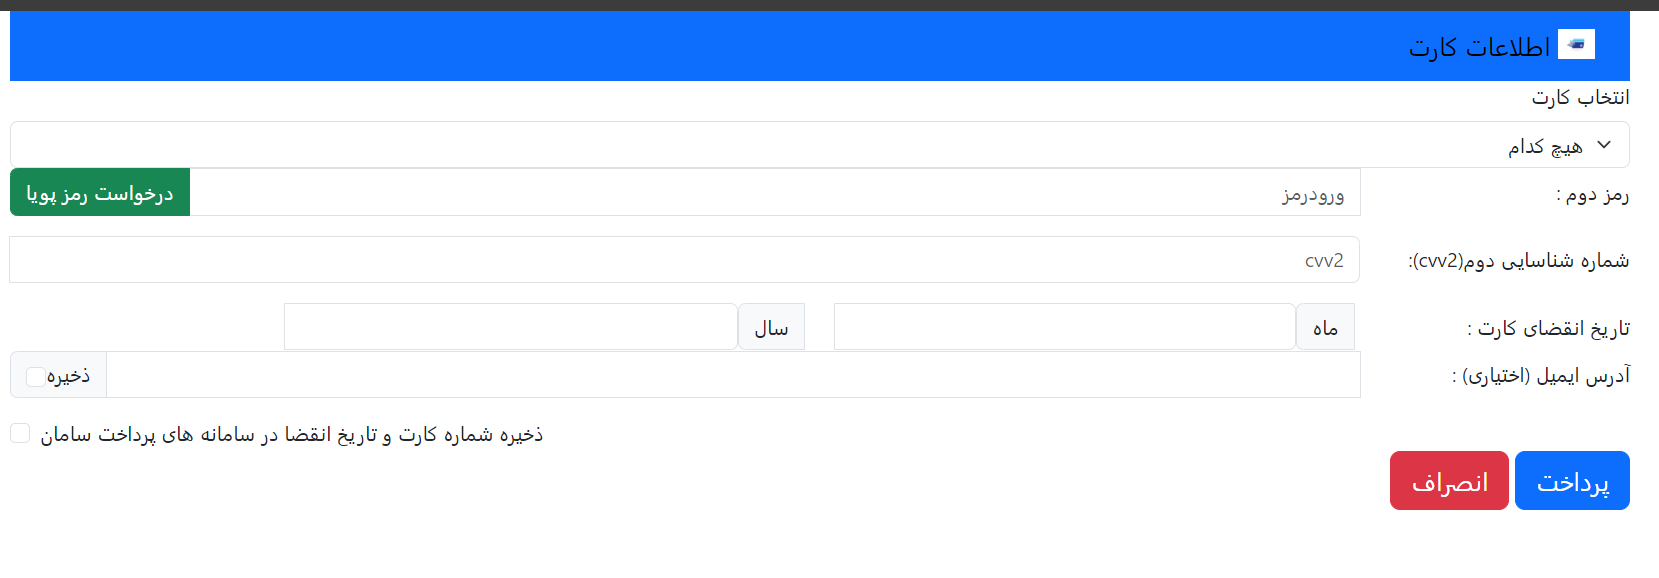 اطلاعات کارت
انتخاب کارت
هیچ کدام
رمز دوم :
ورودرمز
درخواست رمز پویا
شماره شناسایی دوم(cvv2):
cvv2
تاریخ انقضای کارت :
ماه
سال
آدرس ایمیل (اختیاری) :
ذخیره
ذخیره شماره کارت و تاریخ انقضا در سامانه های پرداخت سامان
پرداخت
انصراف